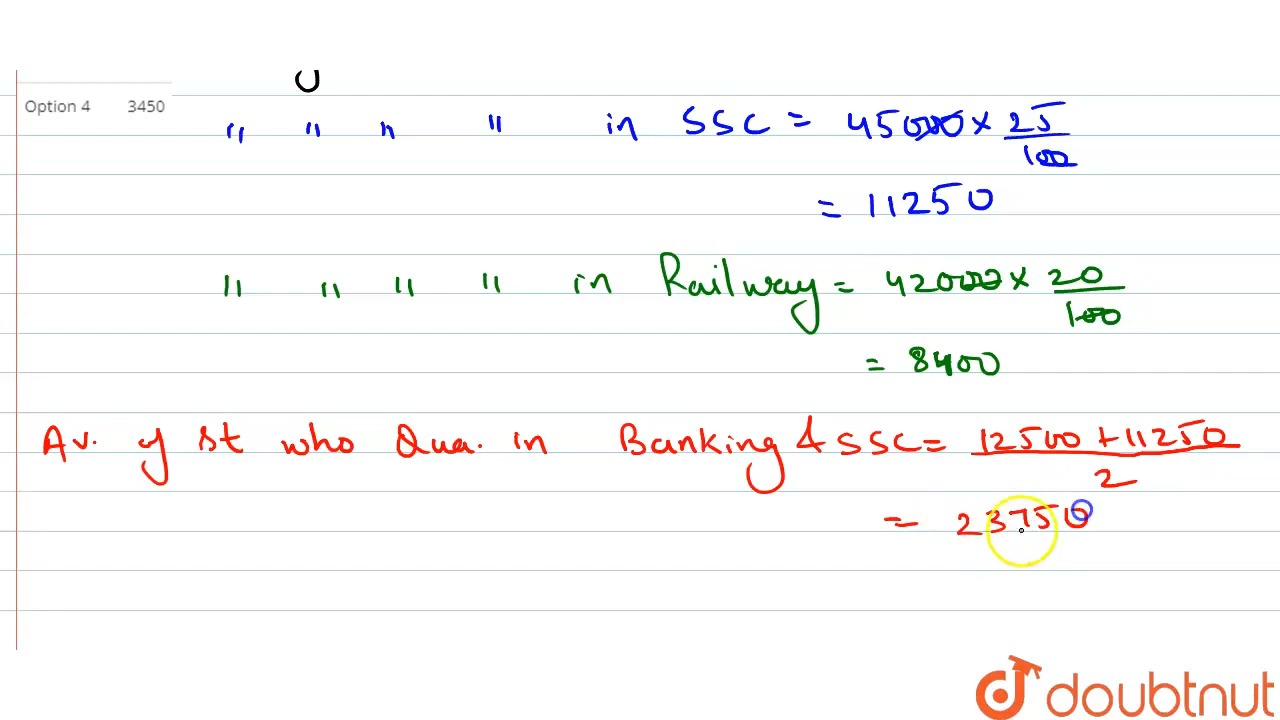 Option 4 3450
" " " " in SSC = 45000 × 25/100
= 11250
" " " " in Railway = 42000 × 20/100
= 8400
Av. of st who Qua. in Banking & SSC = 12500 + 11250 / 2
= 23750
doubtnut